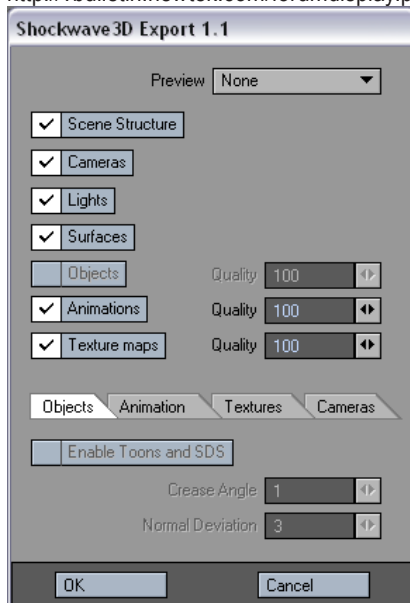 Shockwave3D Export 1.1
Preview None
Scene Structure
Cameras
Lights
Surfaces
Objects Quality 100
Animations Quality 100
Texture maps Quality 100
Objects Animation Textures Cameras
Enable Toons and SDS
Crease Angle 1
Normal Deviation 3
OK Cancel